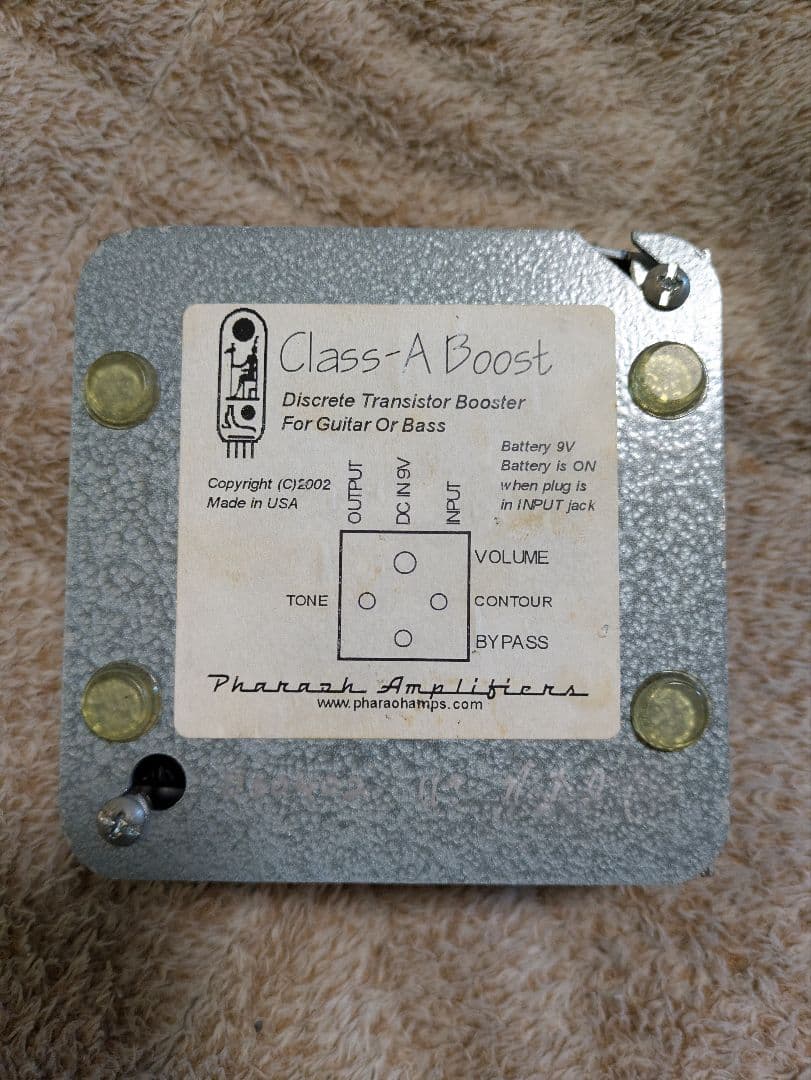 Class-A Boost
Discrete Transistor Booster
For Guitar Or Bass
Battery 9V
Battery is ON
when plug is
in INPUT jack
Copyright (C)2002
Made in USA
OUTPUT
DC IN 9V
INPUT
VOLUME
TONE
CONTOUR
BYPASS
Pharaoh Amplifiers
www.pharaohamps.com